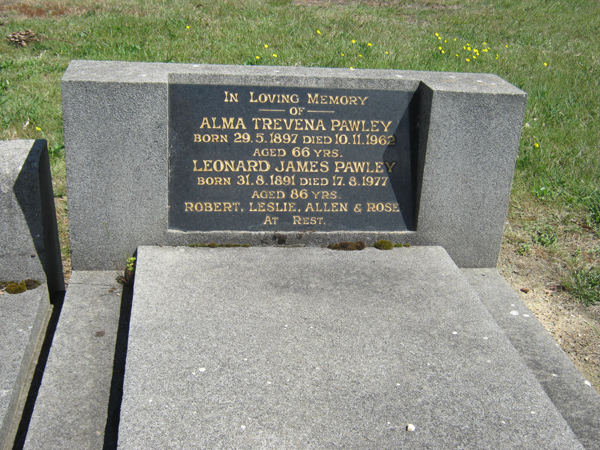 In Loving Memory
OF
ALMA TREVENA PAWLEY
BORN 29.5.1897 DIED 10.11.1962
AGED 66 YRS.
LEONARD JAMES PAWLEY
BORN 31.8.1891 DIED 17.8.1977
AGED 86 YRS.
ROBERT, LESLIE, ALLEN & ROSE
At Rest.